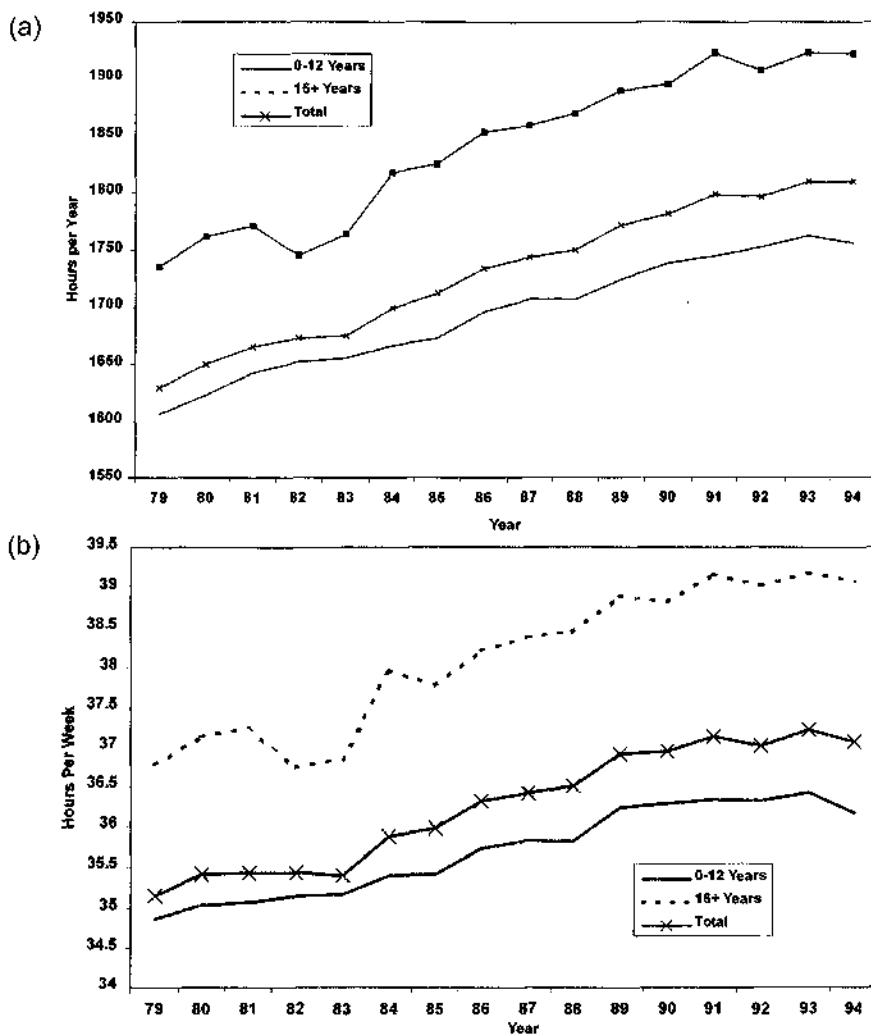 (a)
1950
1900
1850
1800
1750
1700
1650
1600
1550
Hours per Year
0-12 Years
16+ Years
Total
79 80 81 82 83 84 85 86 87 88 89 90 91 92 93 94
Year
(b)
39.5
39
38.5
38
37.5
37
36.5
36
35.5
35
34.5
34
Hours Per Week
0-12 Years
16+ Years
Total
79 80 81 82 83 84 85 86 87 88 89 90 91 92 93 94
Year